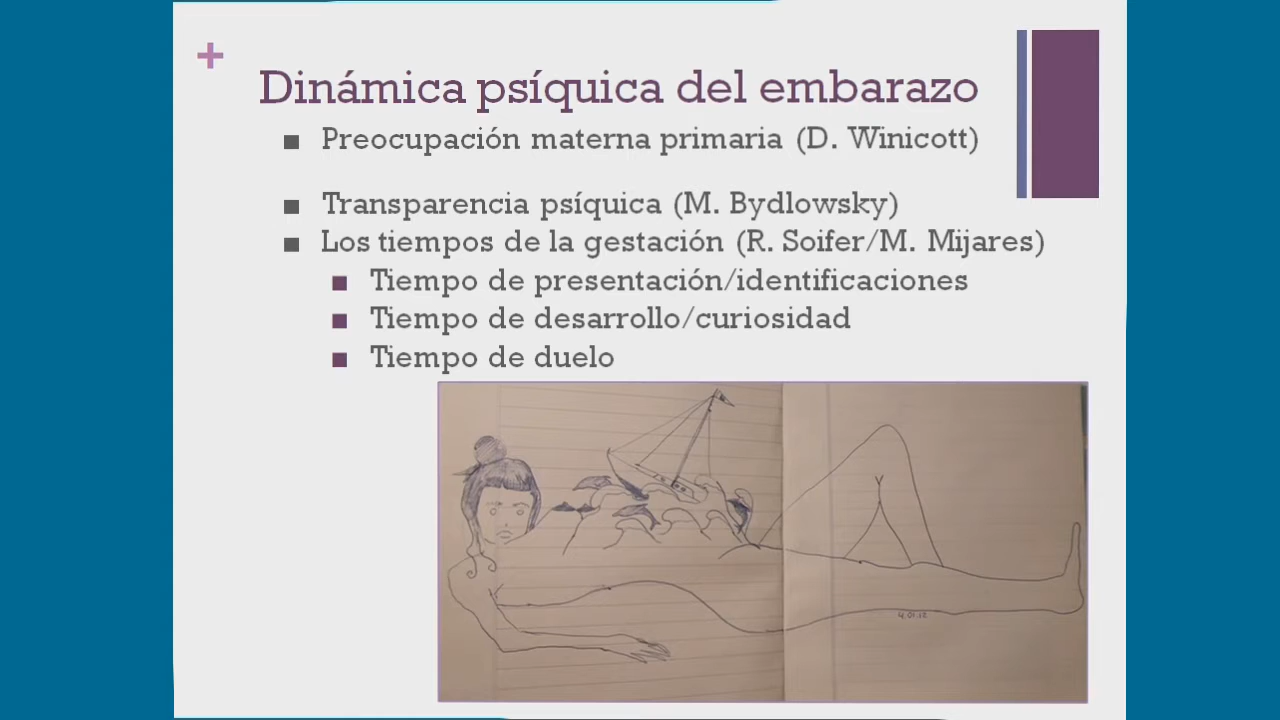 Dinámica psíquica del embarazo
Preocupación materna primaria (D. Winicott)
Transparencia psíquica (M. Bydlowsky)
Los tiempos de la gestación (R. Soifer/M. Mijares)
Tiempo de presentación/identificaciones
Tiempo de desarrollo/curiosidad
Tiempo de duelo